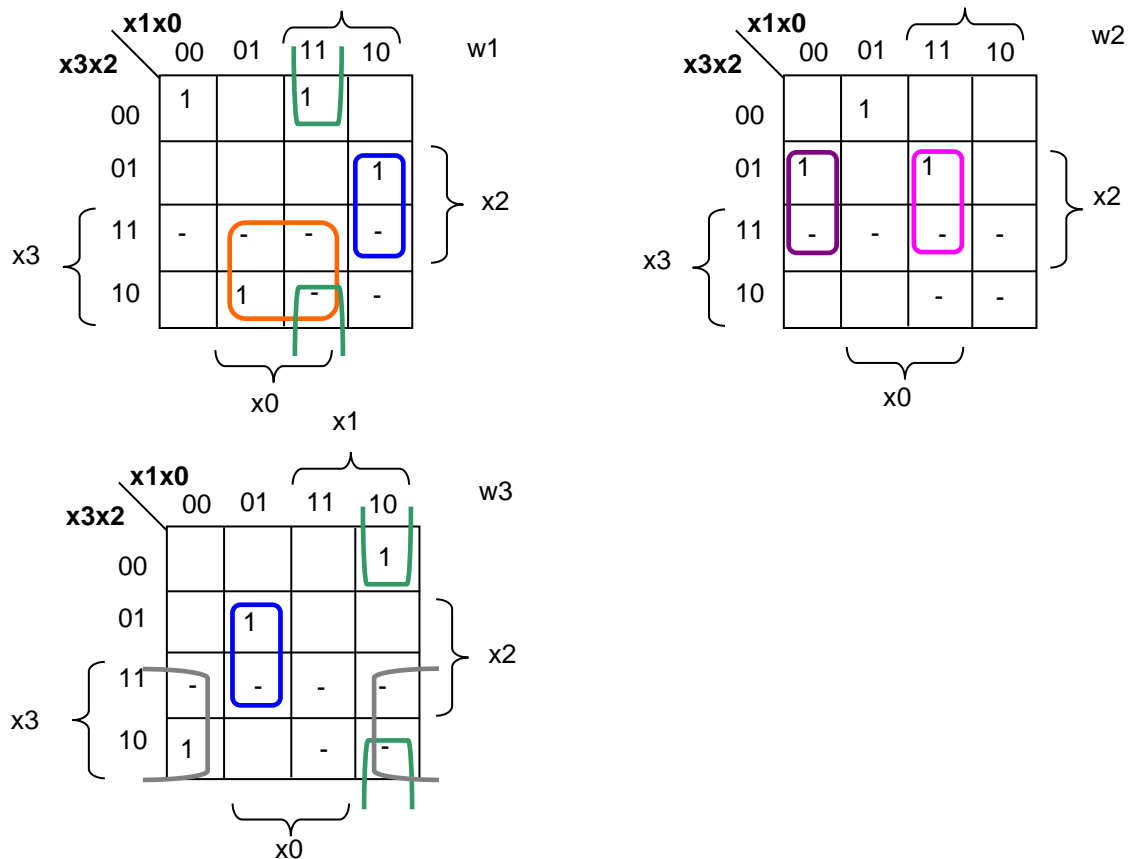 x1x0
00 01 11 10 w1
x3x2
00 1 1
01 1
x2
11 - - - -
x3
10 1 - -
x0
x1x0
00 01 11 10 w2
x3x2
00 1
01 1 1
x2
11 - - - -
x3
10 - -
x0
x1
x1x0
00 01 11 10 w3
x3x2
00 1
01 1
x2
11 - - - -
x3
10 1 - -
x0